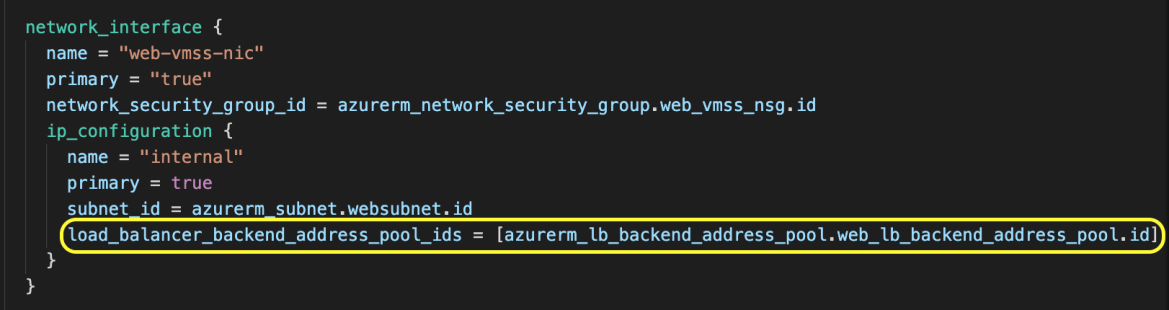 network_interface {
name = "web-vmss-nic"
primary = "true"
network_security_group_id = azurerm_network_security_group.web_vmss_nsg.id
ip_configuration {
name = "internal"
primary = true
subnet_id = azurerm_subnet.websubnet.id
load_balancer_backend_address_pool_ids = [azurerm_lb_backend_address_pool.web_lb_backend_address_pool.id]
}
}